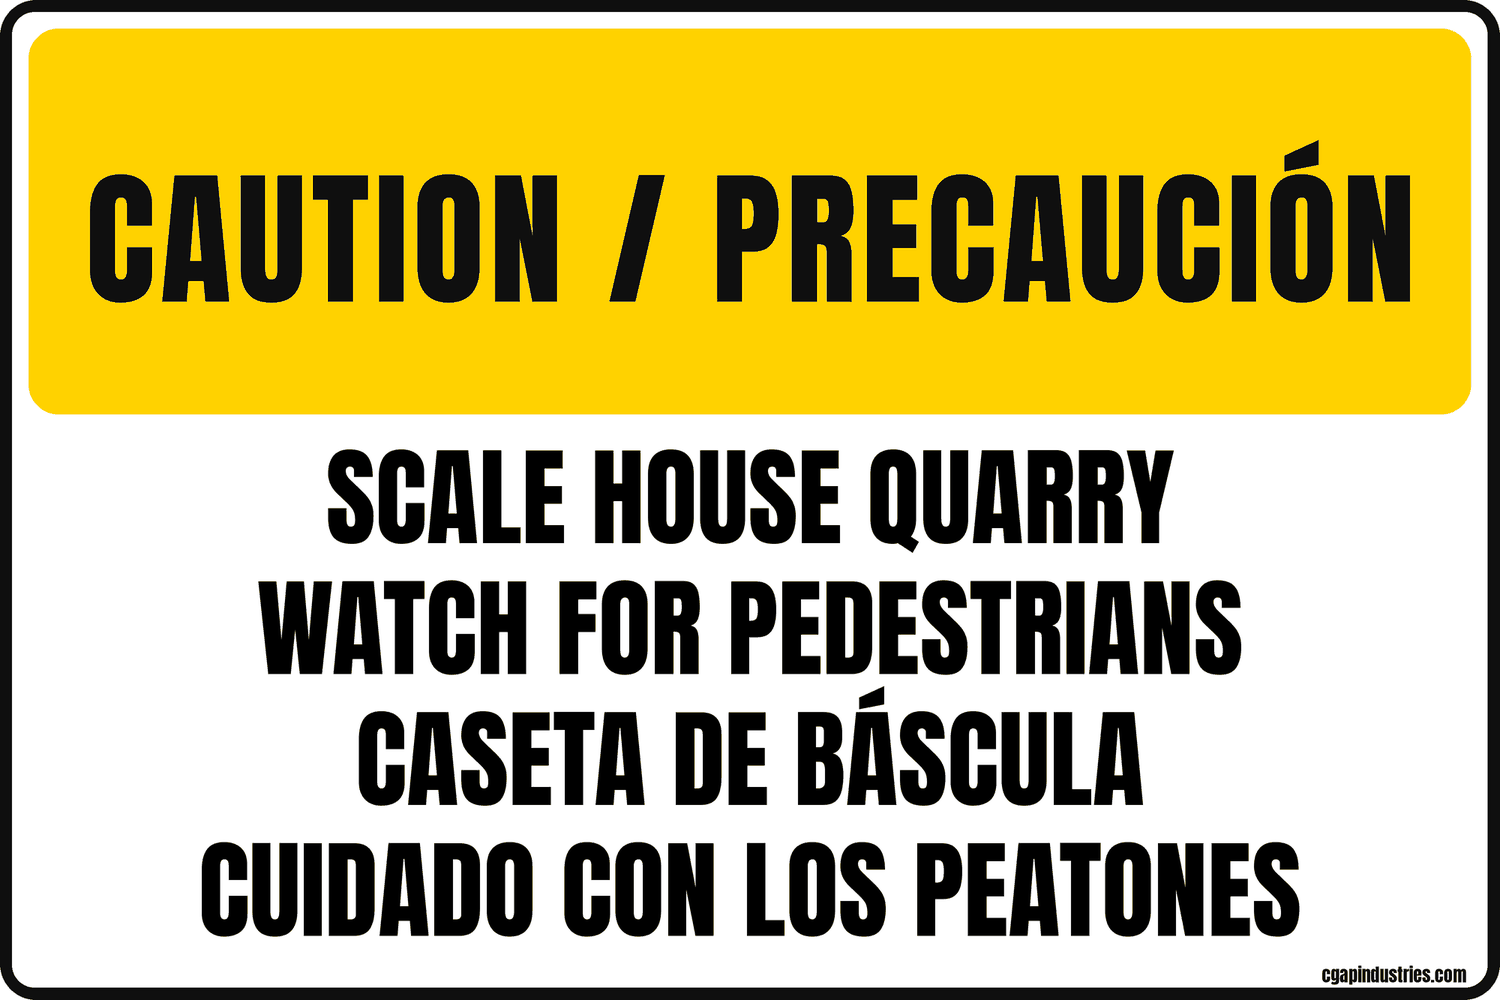 CAUTION / PRECAUCIÓN
SCALE HOUSE QUARRY
WATCH FOR PEDESTRIANS
CASETA DE BÁSCULA
CUIDADO CON LOS PEATONES
cgapindustries.com